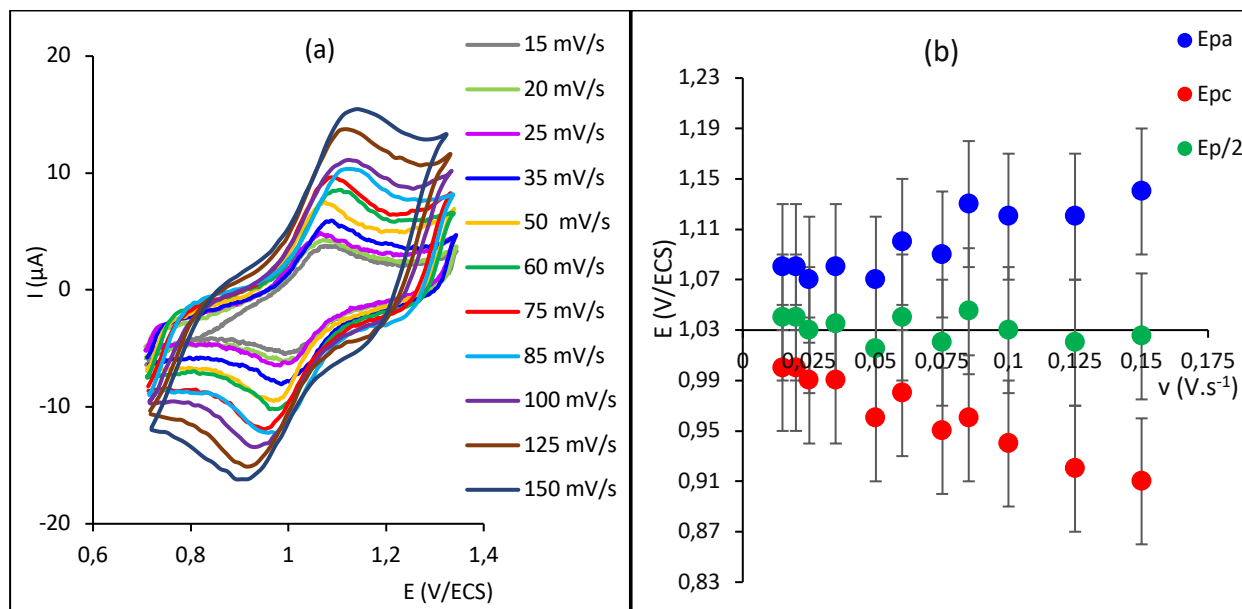 (a)
20
10
0
-10
-20
I (µA)
0,6 0,8 1 1,2 1,4
E (V/ECS)
15 mV/s
20 mV/s
25 mV/s
35 mV/s
50 mV/s
60 mV/s
75 mV/s
85 mV/s
100 mV/s
125 mV/s
150 mV/s
(b)
Epa
Epc
Ep/2
1,23
1,19
1,15
1,11
1,07
1,03
0,99
0,95
0,91
0,87
0,83
E (V/ECS)
0 0,025 0,05 0,075 0,1 0,125 0,15 0,175
v (V.s⁻¹)